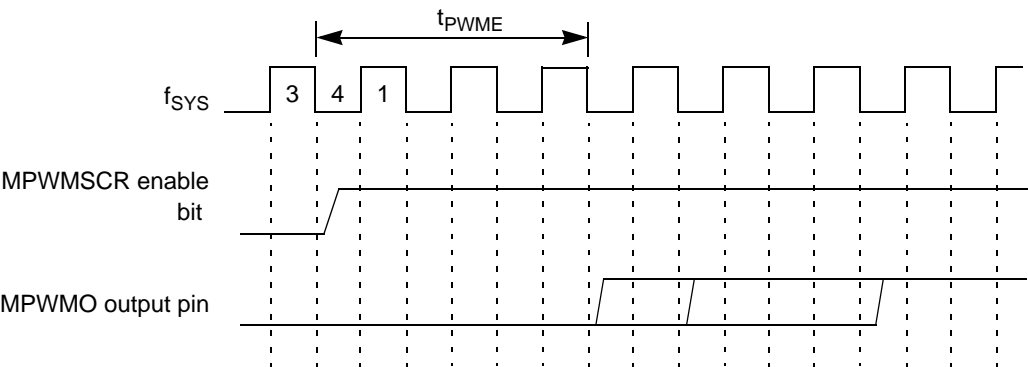 tPWME
fSYS
3 4 1
MPWMSCR enable
bit
MPWMO output pin